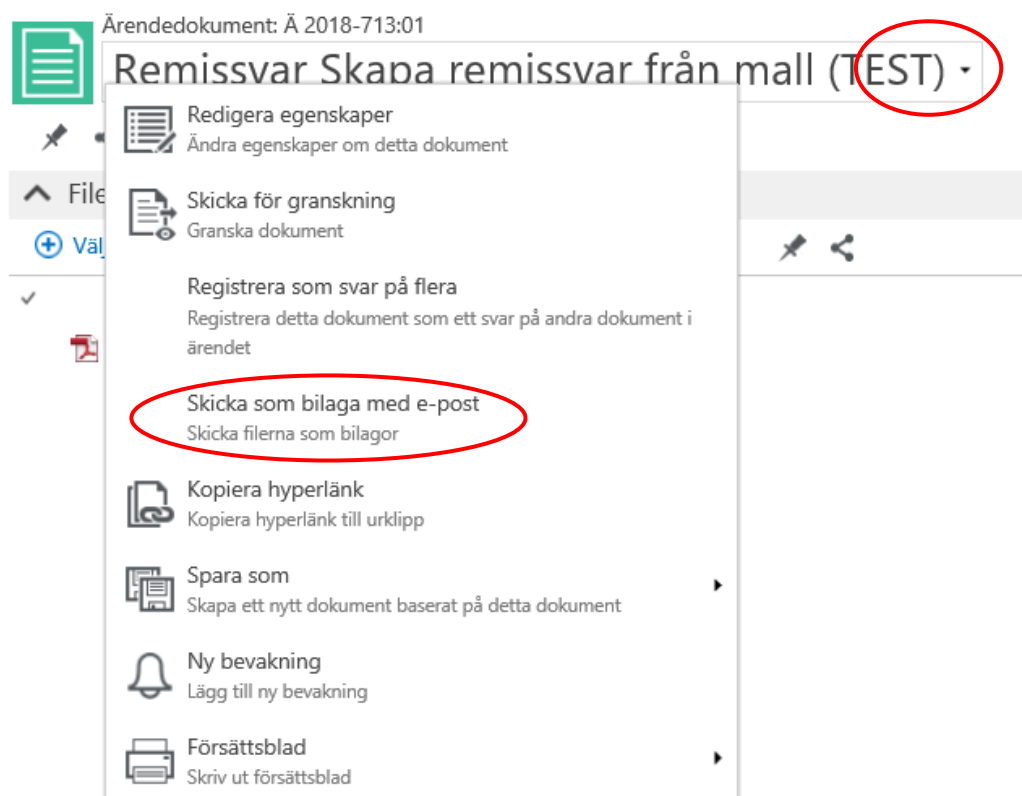 Ärendedokument: Ä 2018-713:01
Remissvar Skapa remissvar från mall (TEST)
Redigera egenskaper
Ändra egenskaper om detta dokument
File
Skicka för granskning
Granska dokument
Väl
Registrera som svar på flera
Registrera detta dokument som ett svar på andra dokument i
ärendet
Skicka som bilaga med e-post
Skicka filerna som bilagor
Kopiera hyperlänk
Kopiera hyperlänk till urklipp
Spara som
Skapa ett nytt dokument baserat på detta dokument
Ny bevakning
Lägg till ny bevakning
Försättsblad
Skriv ut försättsblad